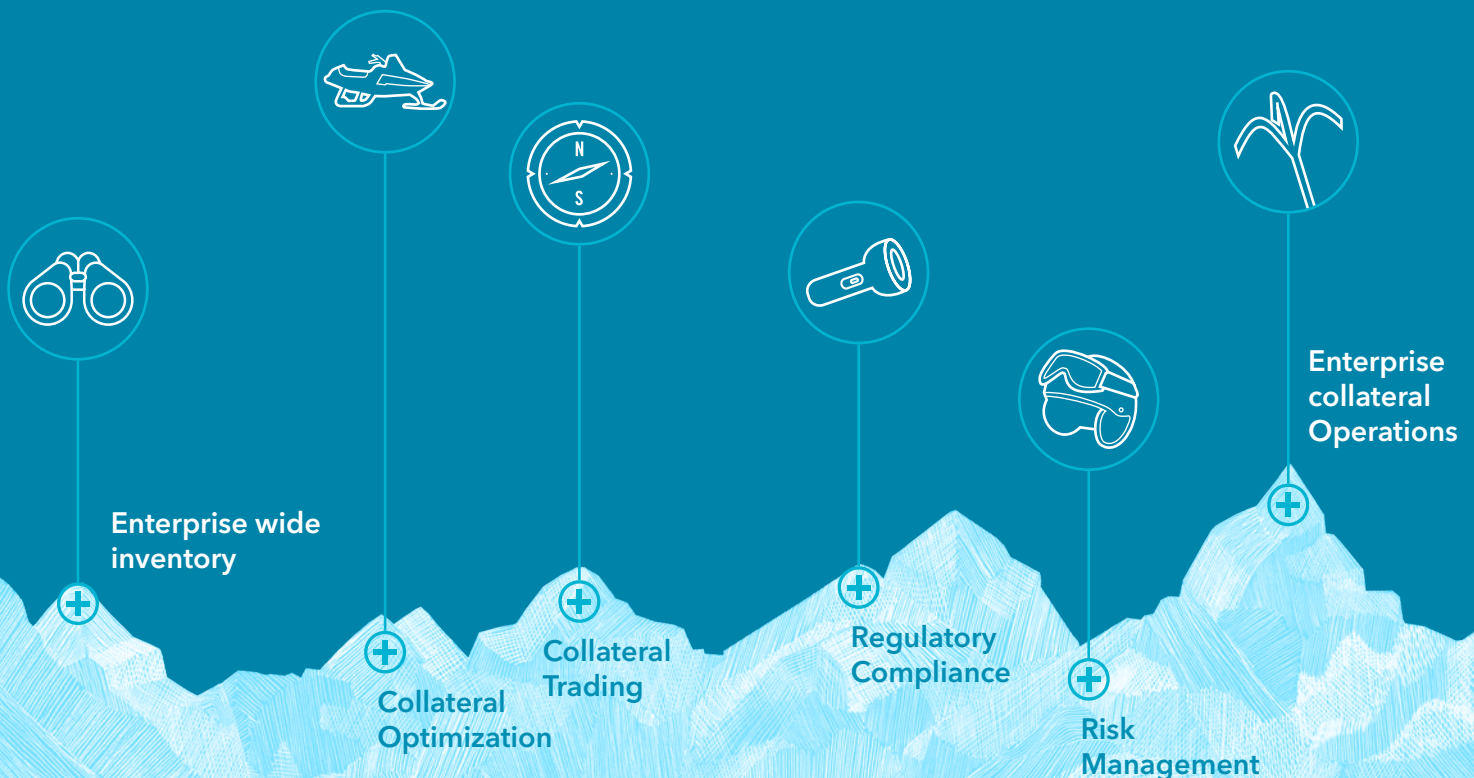 N
S
Enterprise wide
inventory
Collateral
Optimization
Collateral
Trading
Regulatory
Compliance
Risk
Management
Enterprise
collateral
Operations